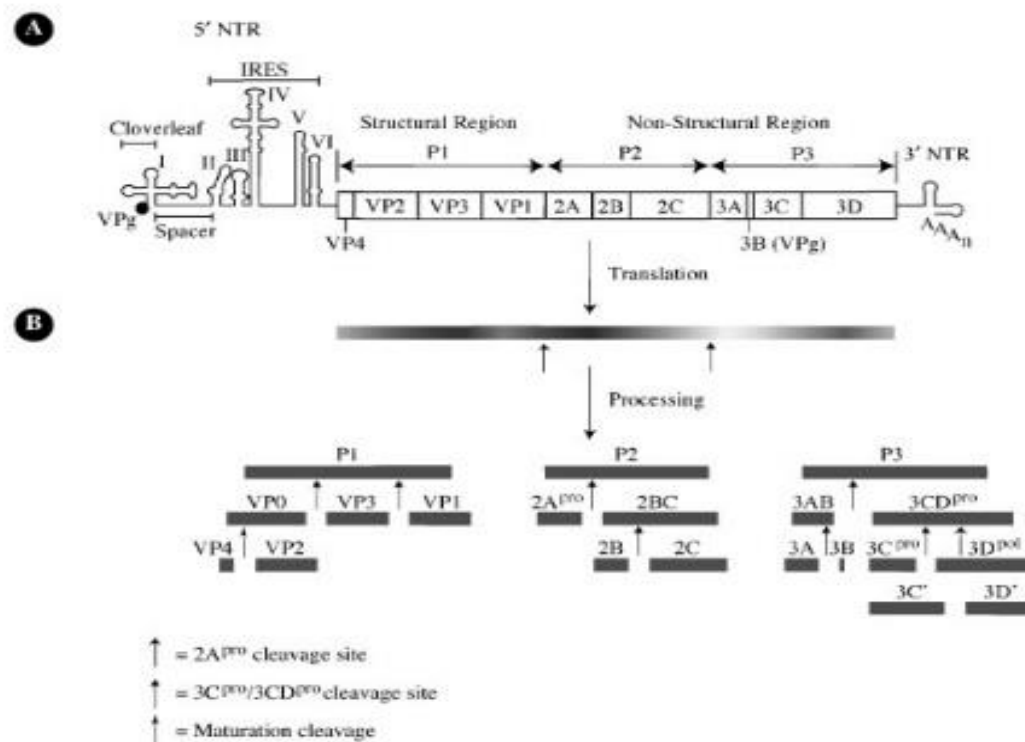 A
5′ NTR
IRES
IV
V
VI
Cloverleaf
I
II
III
VPg
Spacer
Structural Region
Non-Structural Region
P1
P2
P3
3′ NTR
VP2
VP3
VP1
2A
2B
2C
3A
3C
3D
VP4
3B (VPg)
AAAn
Translation
B
Processing
P1
P2
P3
VP0
VP3
VP1
2Apro
2BC
3AB
3CDpro
VP4
VP2
2B
2C
3A
3B
3Cpro
3Dpol
3C′
3D′
= 2Apro cleavage site
= 3Cpro/3CDpro cleavage site
= Maturation cleavage